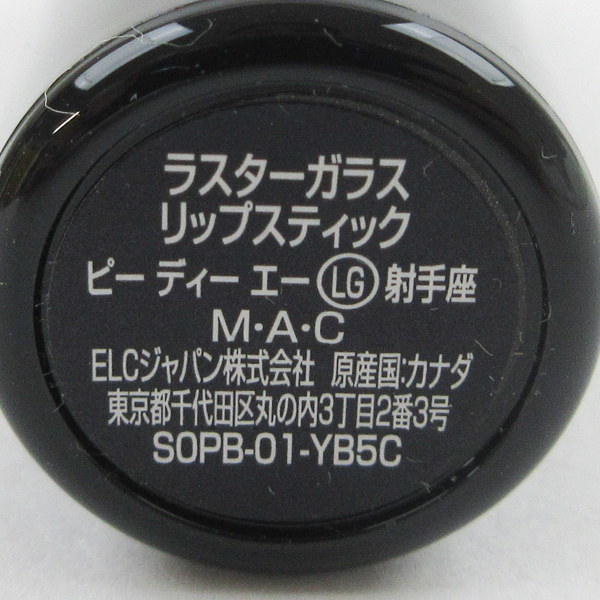 ラスターガラス
リップスティック
ピー ディー エー LG 射手座
M・A・C
ELCジャパン株式会社 原産国:カナダ
東京都千代田区丸の内3丁目2番3号
SOPB-01-YB5C